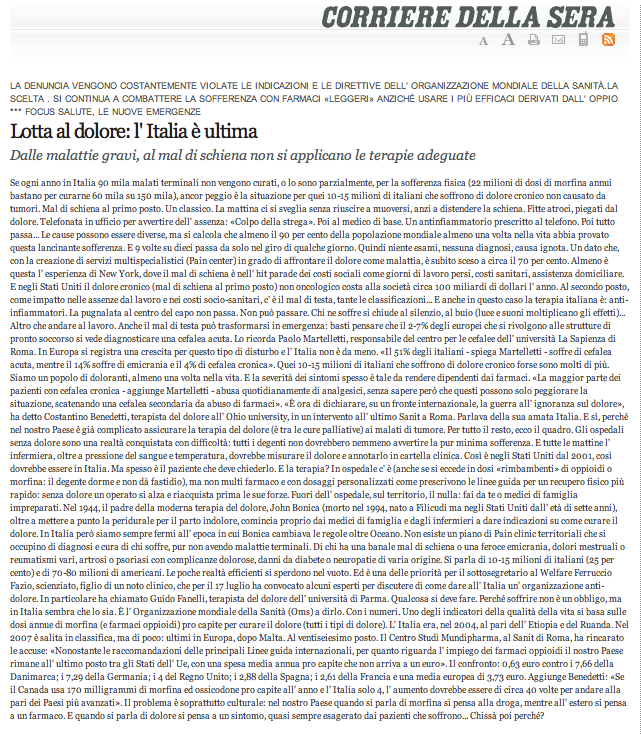 CORRIERE DELLA SERA
A A
LA DENUNCIA VENGONO COSTANTEMENTE VIOLATE LE INDICAZIONI E LE DIRETTIVE DELL' ORGANIZZAZIONE MONDIALE DELLA SANITÀ.LA
SCELTA . SI CONTINUA A COMBATTERE LA SOFFERENZA CON FARMACI «LEGGERI» ANZICHÉ USARE I PIÙ EFFICACI DERIVATI DALL' OPPIO
*** FOCUS SALUTE, LE NUOVE EMERGENZE
Lotta al dolore: l' Italia è ultima
Dalle malattie gravi, al mal di schiena non si applicano le terapie adeguate
Se ogni anno in Italia 90 mila malati terminali non vengono curati, o lo sono parzialmente, per la sofferenza fisica (22 milioni di dosi di morfina annui
bastano per curarne 60 mila su 150 mila), ancor peggio è la situazione per quei 10-15 milioni di italiani che soffrono di dolore cronico non causato da
tumori. Mal di schiena al primo posto. Un classico. La mattina ci si sveglia senza riuscire a muoversi, anzi a distendere la schiena. Fitte atroci, piegati dal
dolore. Telefonata in ufficio per avvertire dell' assenza: «Colpo della strega». Poi al medico di base. Un antinfiammatorio prescritto al telefono. Poi tutto
passa... Le cause possono essere diverse, ma si calcola che almeno il 90 per cento della popolazione mondiale almeno una volta nella vita abbia provato
questa lancinante sofferenza. E 9 volte su dieci passa da solo nel giro di qualche giorno. Quindi niente esami, nessuna diagnosi, causa ignota. Un dato che,
con la creazione di servizi multispecialistici (Pain center) in grado di affrontare il dolore come malattia, è subito sceso a circa il 70 per cento. Almeno è
questa l' esperienza di New York, dove il mal di schiena è nell' hit parade dei costi sociali come giorni di lavoro persi, costi sanitari, assistenza domiciliare.
E negli Stati Uniti il dolore cronico (mal di schiena al primo posto) non oncologico costa alla società circa 100 miliardi di dollari l' anno. Al secondo posto,
come impatto nelle assenze dal lavoro e nei costi socio-sanitari, c' è il mal di testa, tante le classificazioni... E anche in questo caso la terapia italiana è: anti-
infiammatori. La pugnalata al centro del capo non passa. Non può passare. Chi ne soffre si chiude al silenzio, al buio (luce e suoni moltiplicano gli effetti)...
Altro che andare al lavoro. Anche il mal di testa può trasformarsi in emergenza: basti pensare che il 2-7% degli europei che si rivolgono alle strutture di
pronto soccorso si vede diagnosticare una cefalea acuta. Lo ricorda Paolo Martelletti, responsabile del centro per le cefalee dell' università La Sapienza di
Roma. In Europa si registra una crescita per questo tipo di disturbo e l' Italia non è da meno. «Il 51% degli italiani - spiega Martelletti - soffre di cefalea
acuta, mentre il 14% soffre di emicrania e il 4% di cefalea cronica». Quei 10-15 milioni di italiani che soffrono di dolore cronico forse sono molti di più.
Siamo un popolo di doloranti, almeno una volta nella vita. E la severità dei sintomi spesso è tale da rendere dipendenti dai farmaci. «La maggior parte dei
pazienti con cefalea cronica - aggiunge Martelletti - abusa quotidianamente di analgesici, senza sapere però che questi possono solo peggiorare la
situazione, scatenando una cefalea secondaria da abuso di farmaci». «È ora di dichiarare, su un fronte internazionale, la guerra all' ignoranza sul dolore»,
ha detto Costantino Benedetti, terapista del dolore all' Ohio university, in un intervento all' ultimo Sanit a Roma. Parlava della sua amata Italia. E sì, perché
nel nostro Paese è già complicato assicurare la terapia del dolore (è tra le cure palliative) ai malati di tumore. Per tutto il resto, ecco il quadro. Gli ospedali
senza dolore sono una realtà conquistata con difficoltà: tutti i degenti non dovrebbero nemmeno avvertire la pur minima sofferenza. E tutte le mattine l'
infermiera, oltre a pressione del sangue e temperatura, dovrebbe misurare il dolore e annotarlo in cartella clinica. Così è negli Stati Uniti dal 2001, così
dovrebbe essere in Italia. Ma spesso è il paziente che deve chiederlo. E la terapia? In ospedale c' è (anche se si eccede in dosi «rimbambenti» di oppioidi o
morfina: il degente dorme e non dà fastidio), ma non multi farmaco e con dosaggi personalizzati come prescrivono le linee guida per un recupero fisico più
rapido: senza dolore un operato si alza e riacquista prima le sue forze. Fuori dell' ospedale, sul territorio, il nulla: fai da te o medici di famiglia
impreparati. Nel 1944, il padre della moderna terapia del dolore, John Bonica (morto nel 1994, nato a Filicudi ma negli Stati Uniti dall' età di sette anni),
oltre a mettere a punto la peridurale per il parto indolore, comincia proprio dai medici di famiglia e dagli infermieri a dare indicazioni su come curare il
dolore. In Italia però siamo sempre fermi all' epoca in cui Bonica cambiava le regole oltre Oceano. Non esiste un piano di Pain clinic territoriali che si
occupino di diagnosi e cura di chi soffre, pur non avendo malattie terminali. Di chi ha una banale mal di schiena o una feroce emicrania, dolori mestruali o
reumatismi vari, artrosi o psoriasi con complicanze dolorose, danni da diabete o neuropatie di varia origine. Si parla di 10-15 milioni di italiani (25 per
cento) e di 70-80 milioni di americani. Le poche realtà efficienti si perdono nel vuoto. Ed è una delle priorità per il sottosegretario al Welfare Ferruccio
Fazio, scienziato, figlio di un noto clinico, che per il 17 luglio ha convocato alcuni esperti per discutere di come dare all' Italia un' organizzazione anti-
dolore. In particolare ha chiamato Guido Fanelli, terapista del dolore dell' università di Parma. Qualcosa si deve fare. Perché soffrire non è un obbligo, ma
in Italia sembra che lo sia. È l' Organizzazione mondiale della Sanità (Oms) a dirlo. Con i numeri. Uno degli indicatori della qualità della vita si basa sulle
dosi annue di morfina (e farmaci oppioidi) pro capite per curare il dolore (tutti i tipi di dolore). L' Italia era, nel 2004, al pari dell' Etiopia e del Ruanda. Nel
2007 è salita in classifica, ma di poco: ultimi in Europa, dopo Malta. Al ventiseiesimo posto. Il Centro Studi Mundipharma, al Sanit di Roma, ha rincarato
le accuse: «Nonostante le raccomandazioni delle principali Linee guida internazionali, per quanto riguarda l' impiego dei farmaci oppioidi il nostro Paese
rimane all' ultimo posto tra gli Stati dell' Ue, con una spesa media annua pro capite che non arriva a un euro». Il confronto: 0,63 euro contro i 7,66 della
Danimarca; i 7,29 della Germania; i 4 del Regno Unito; i 2,88 della Spagna; i 2,61 della Francia e una media europea di 3,73 euro. Aggiunge Benedetti: «Se
il Canada usa 170 milligrammi di morfina ed ossicodone pro capite all' anno e l' Italia solo 4, l' aumento dovrebbe essere di circa 40 volte per andare alla
pari dei Paesi più avanzati». Il problema è soprattutto culturale: nel nostro Paese quando si parla di morfina si pensa alla droga, mentre all' estero si pensa
a un farmaco. E quando si parla di dolore si pensa a un sintomo, quasi sempre esagerato dai pazienti che soffrono... Chissà poi perché?